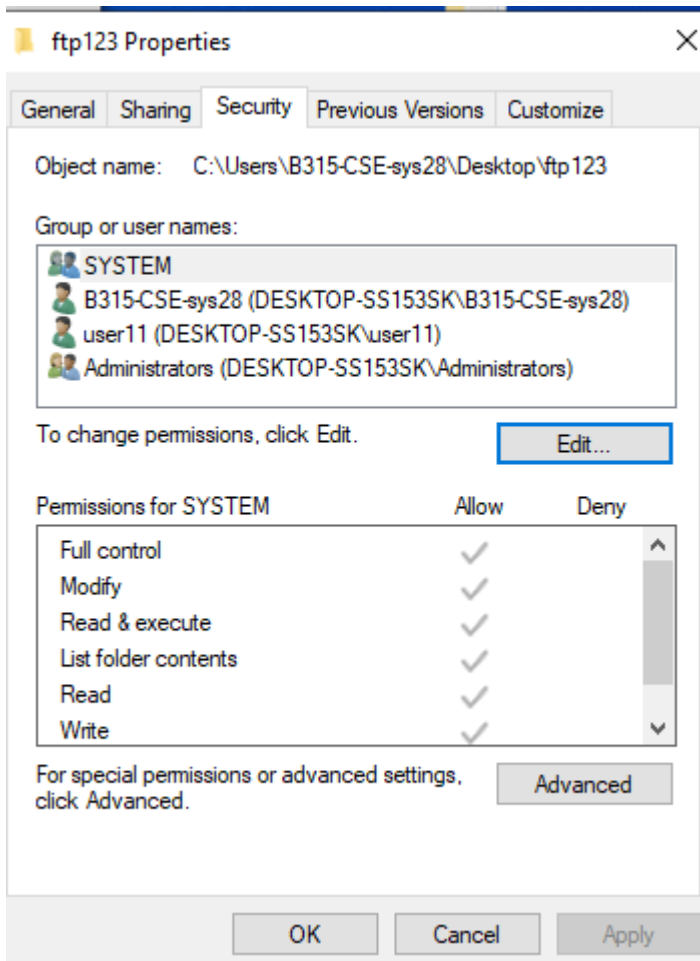 ftp123 Properties
General Sharing Security Previous Versions Customize
Object name: C:\Users\B315-CSE-sys28\Desktop\ftp123
Group or user names:
SYSTEM
B315-CSE-sys28 (DESKTOP-SS153SK\B315-CSE-sys28)
user11 (DESKTOP-SS153SK\user11)
Administrators (DESKTOP-SS153SK\Administrators)
To change permissions, click Edit. Edit...
Permissions for SYSTEM Allow Deny
Full control
Modify
Read & execute
List folder contents
Read
Write
For special permissions or advanced settings,
click Advanced. Advanced
OK Cancel Apply